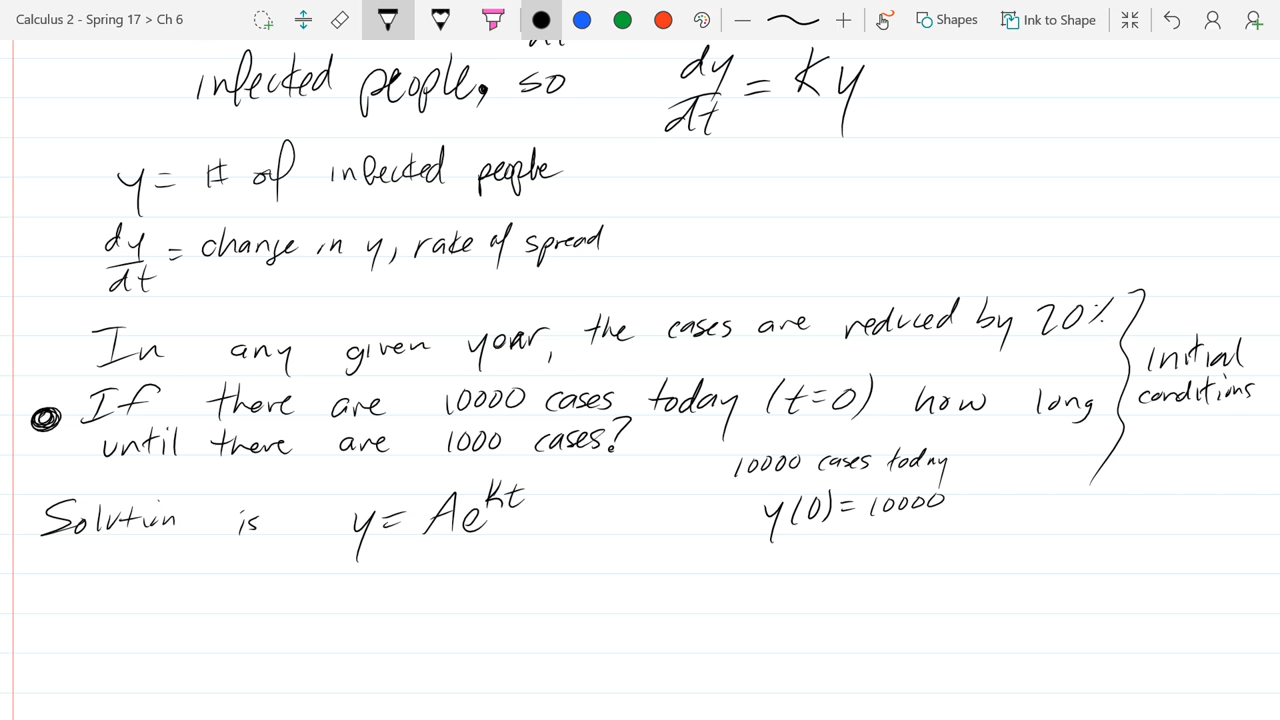 Calculus 2 - Spring 17 > Ch 6
Shapes
Ink to Shape
infected people, so dy/dt = Ky
y = # of infected people
dy/dt = change in y, rate of spread
In any given year, the cases are reduced by 20%
If there are 10000 cases today (t=0) how long
until there are 1000 cases?
initial
conditions
10000 cases today
y(0) = 10000
Solution is y = Ae^Kt